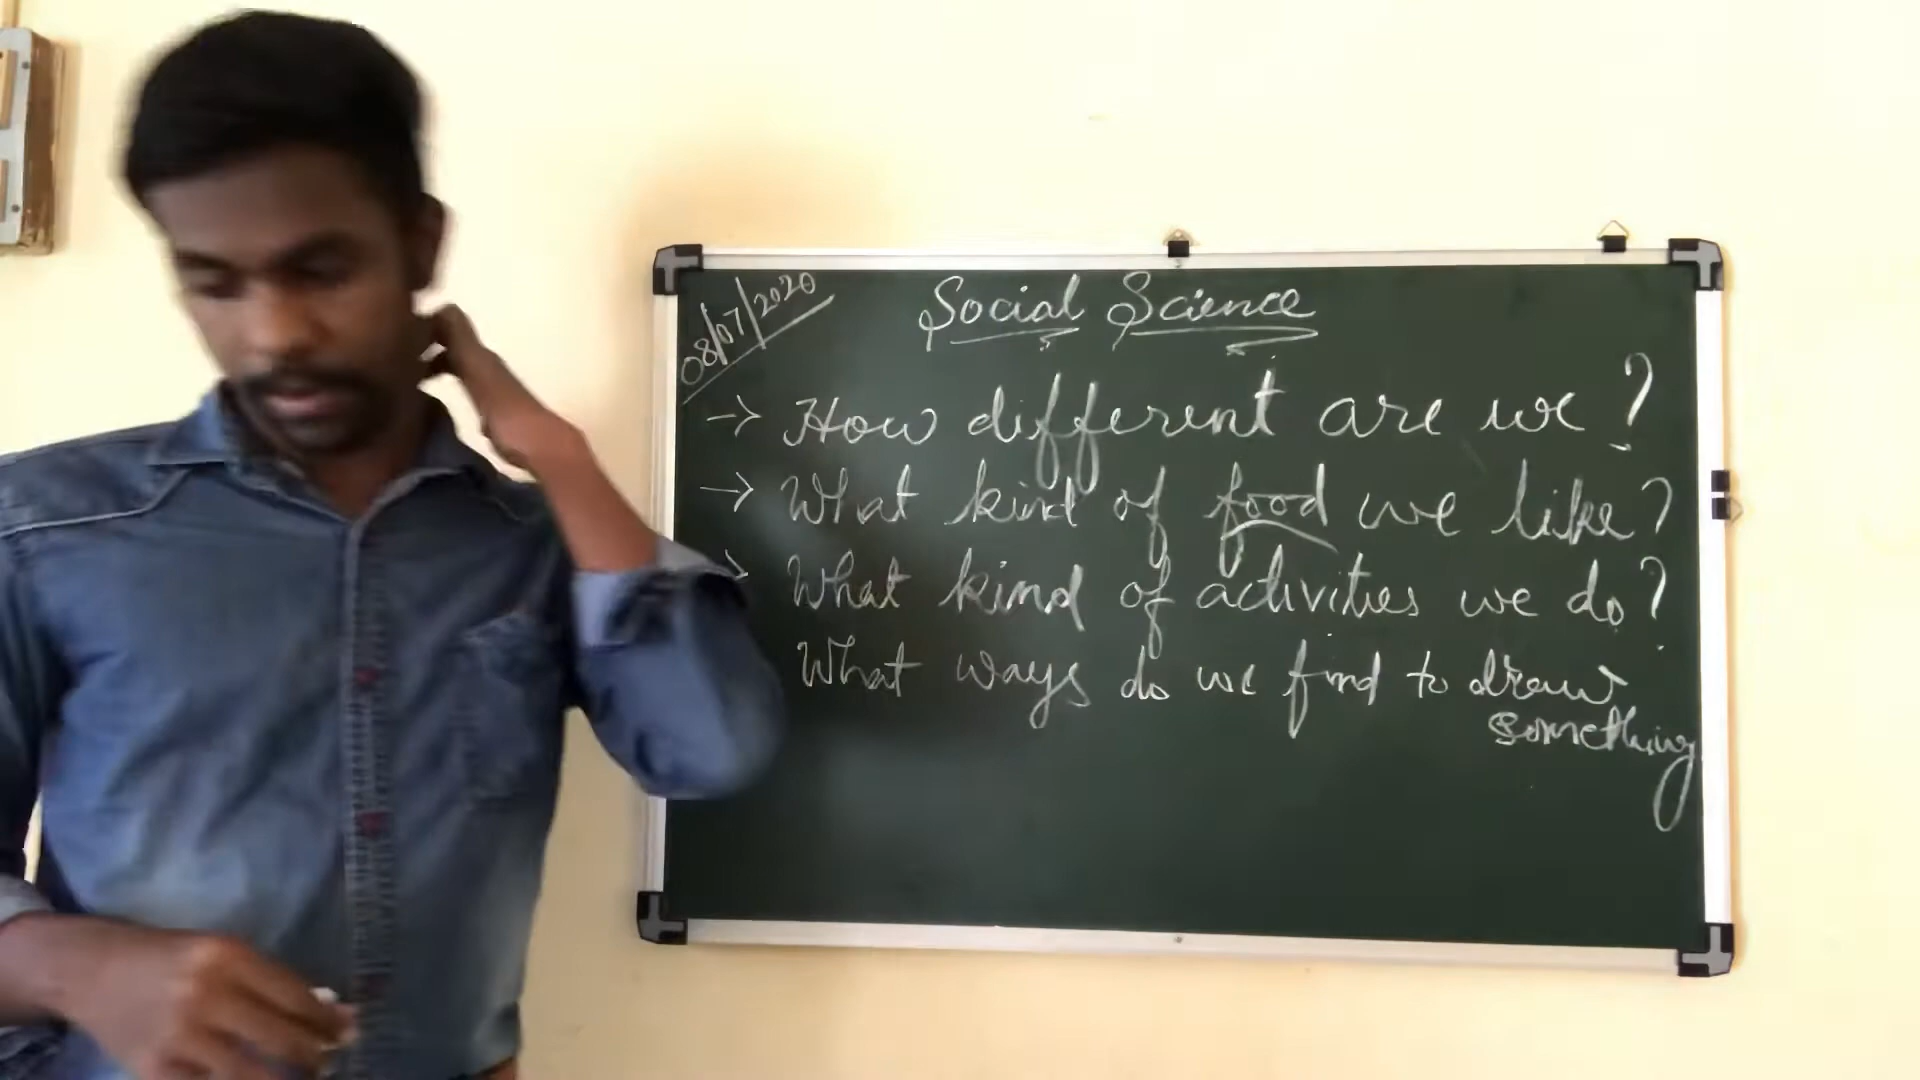 08/07/2020
Social Science
-> How different are we?
-> What kind of food we like?
-> What kind of activities we do?
What ways do we find to draw
something